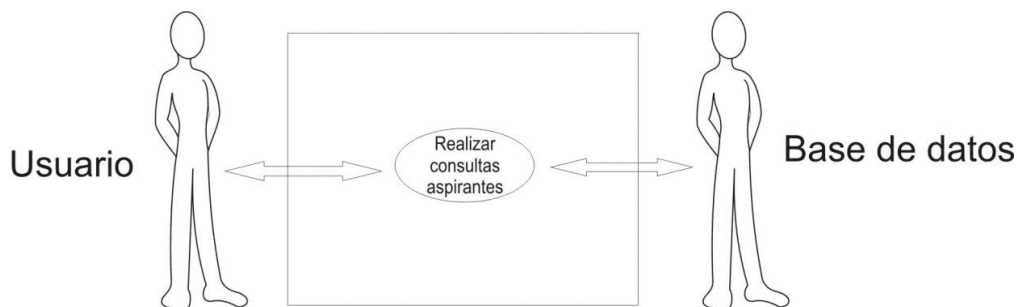 Usuario
Realizar
consultas
aspirantes
Base de datos